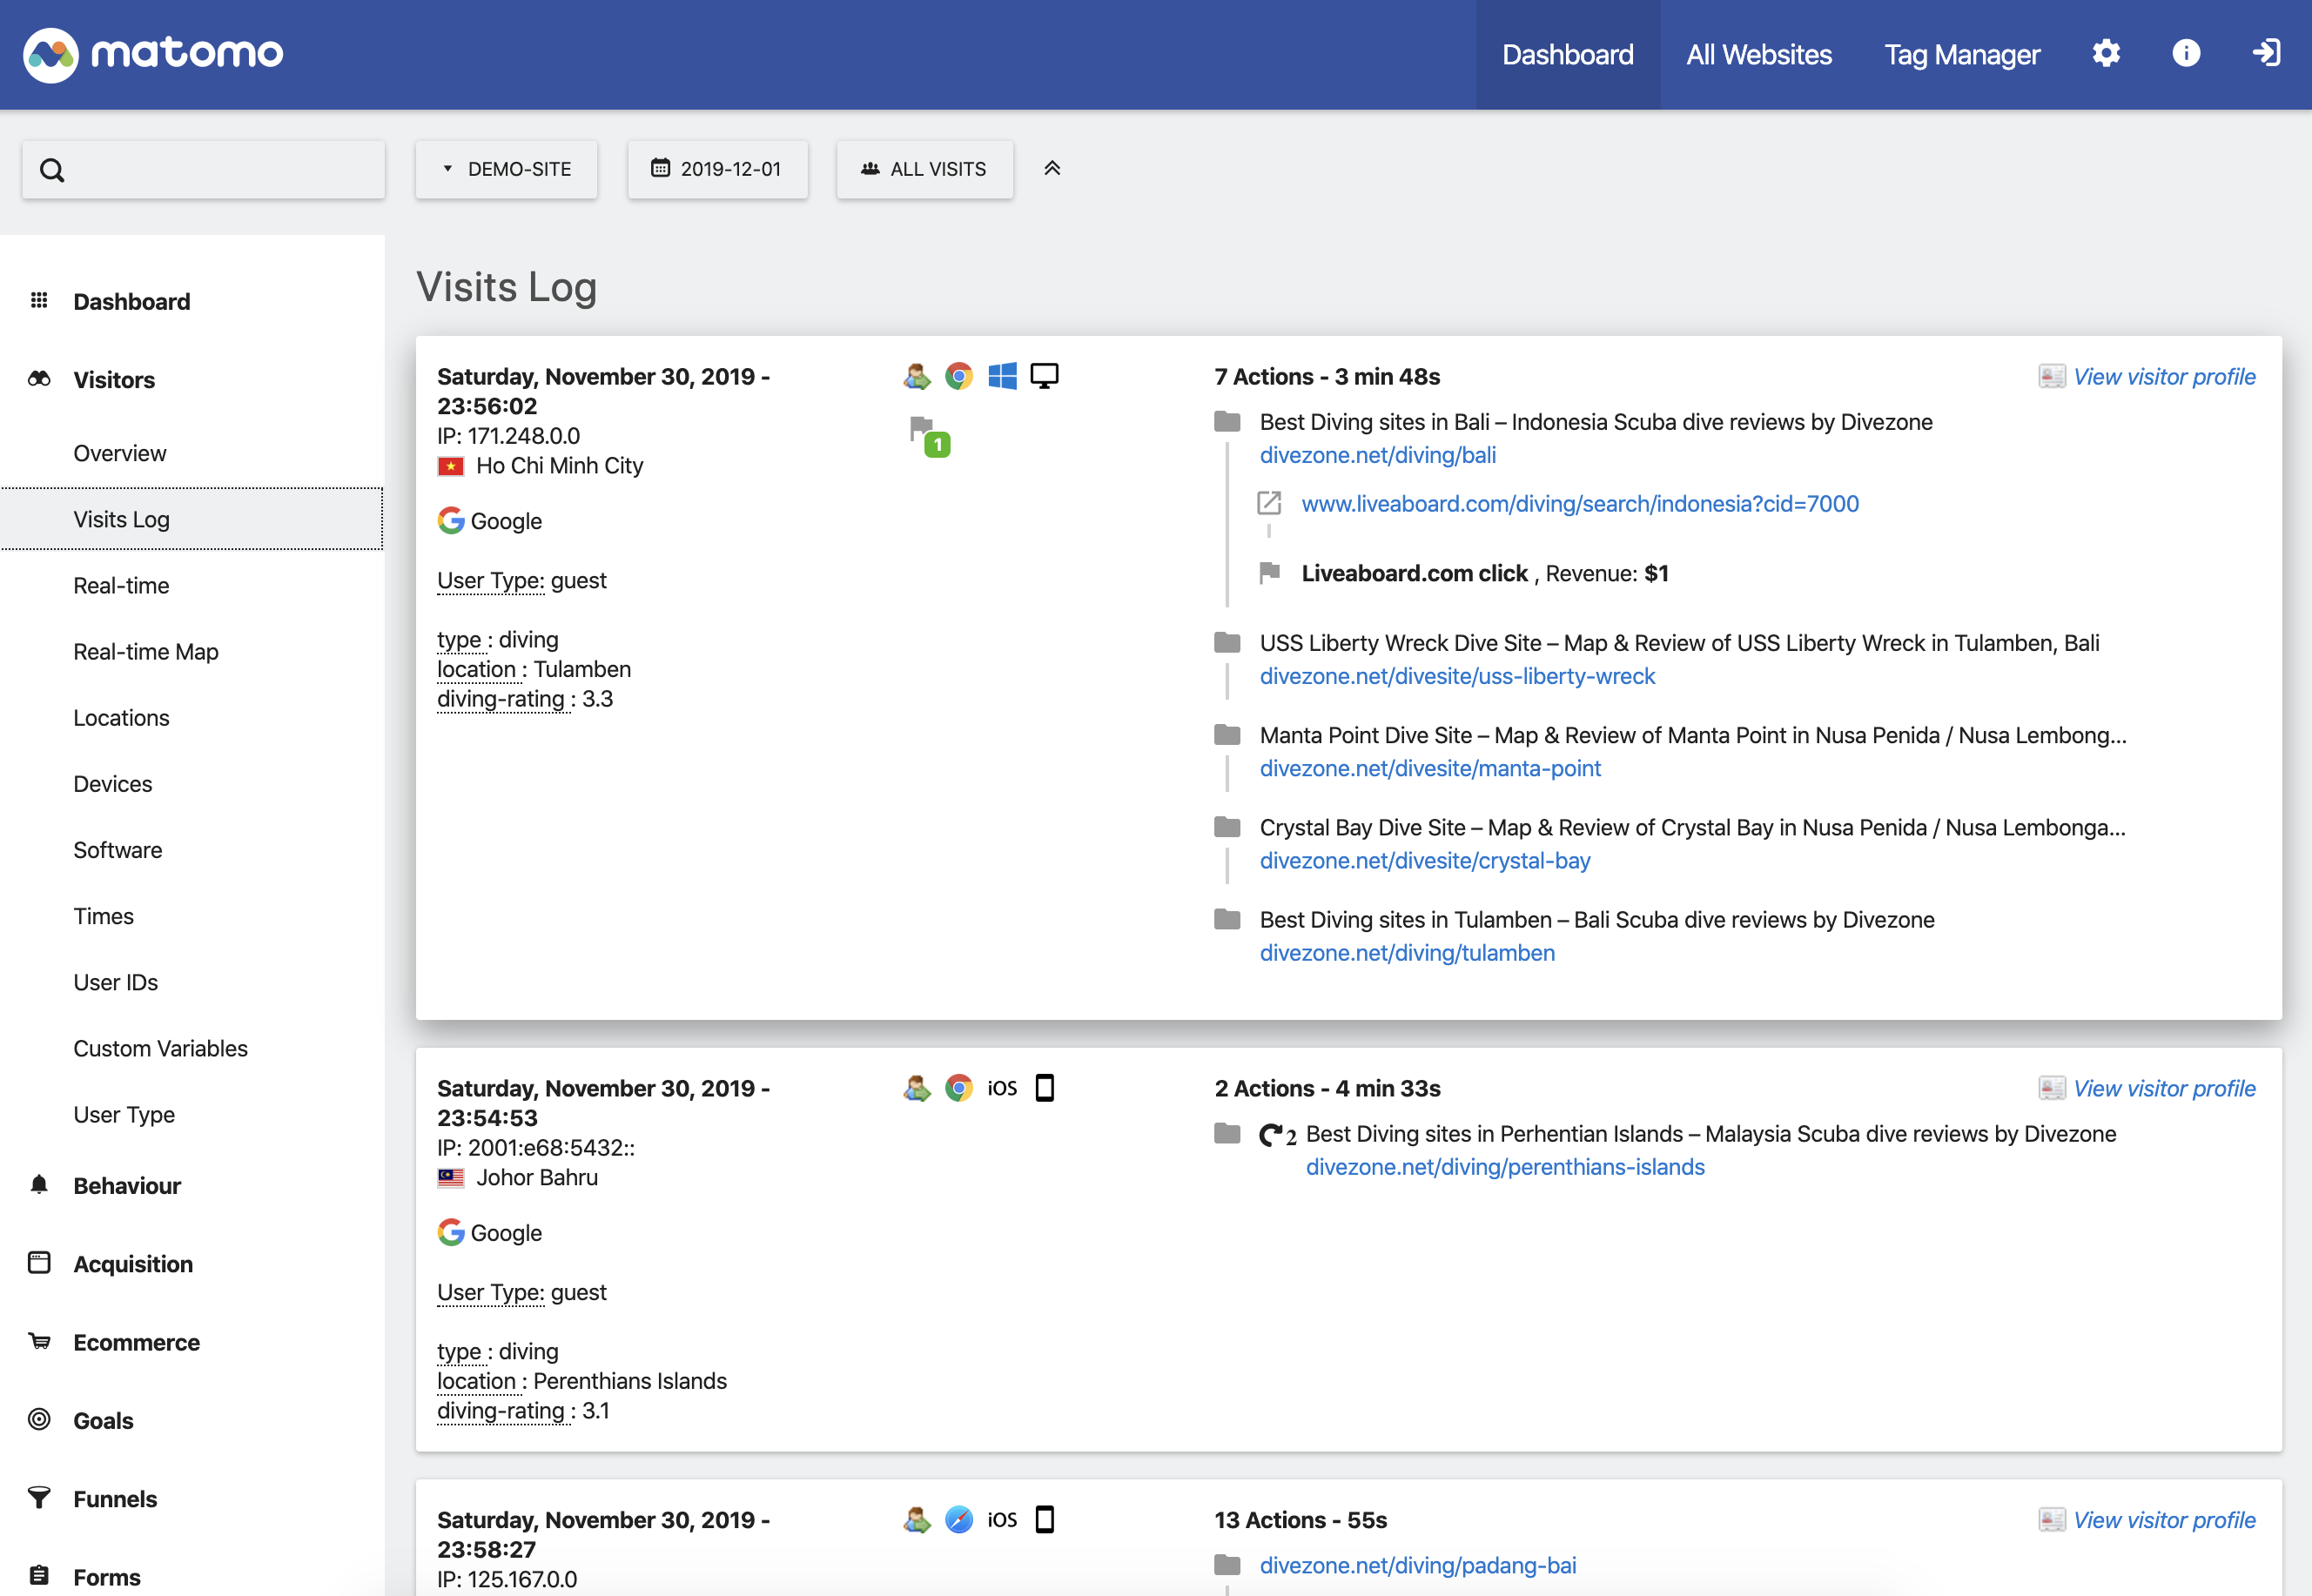 matomo
Dashboard
All Websites
Tag Manager
DEMO-SITE
2019-12-01
ALL VISITS
Dashboard
Visitors
Overview
Visits Log
Real-time
Real-time Map
Locations
Devices
Software
Times
User IDs
Custom Variables
User Type
Behaviour
Acquisition
Ecommerce
Goals
Funnels
Forms
Visits Log
Saturday, November 30, 2019 -
23:56:02
IP: 171.248.0.0
Ho Chi Minh City
Google
User Type: guest
type : diving
location : Tulamben
diving-rating : 3.3
1
7 Actions - 3 min 48s
View visitor profile
Best Diving sites in Bali – Indonesia Scuba dive reviews by Divezone
divezone.net/diving/bali
www.liveaboard.com/diving/search/indonesia?cid=7000
Liveaboard.com click , Revenue: $1
USS Liberty Wreck Dive Site – Map & Review of USS Liberty Wreck in Tulamben, Bali
divezone.net/divesite/uss-liberty-wreck
Manta Point Dive Site – Map & Review of Manta Point in Nusa Penida / Nusa Lembong...
divezone.net/divesite/manta-point
Crystal Bay Dive Site – Map & Review of Crystal Bay in Nusa Penida / Nusa Lembonga...
divezone.net/divesite/crystal-bay
Best Diving sites in Tulamben – Bali Scuba dive reviews by Divezone
divezone.net/diving/tulamben
Saturday, November 30, 2019 -
23:54:53
IP: 2001:e68:5432::
Johor Bahru
Google
User Type: guest
type : diving
location : Perenthians Islands
diving-rating : 3.1
iOS
2 Actions - 4 min 33s
View visitor profile
2 Best Diving sites in Perhentian Islands – Malaysia Scuba dive reviews by Divezone
divezone.net/diving/perenthians-islands
Saturday, November 30, 2019 -
23:58:27
IP: 125.167.0.0
iOS
13 Actions - 55s
View visitor profile
divezone.net/diving/padang-bai